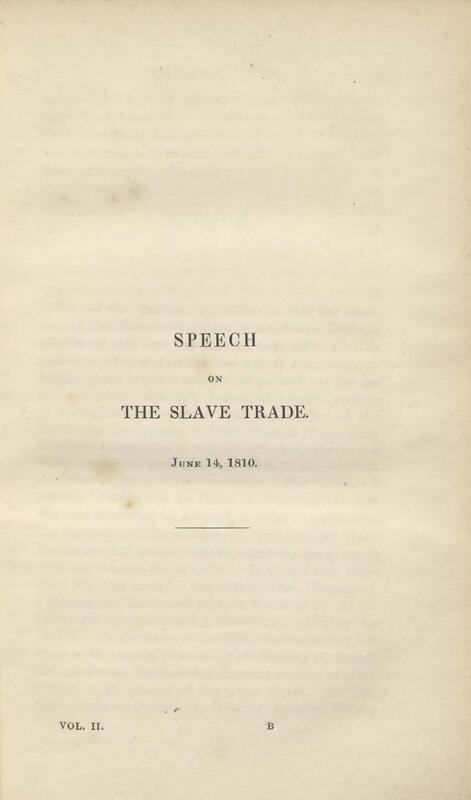 SPEECH
ON
THE SLAVE TRADE.
JUNE 14, 1810.
VOL. II. B